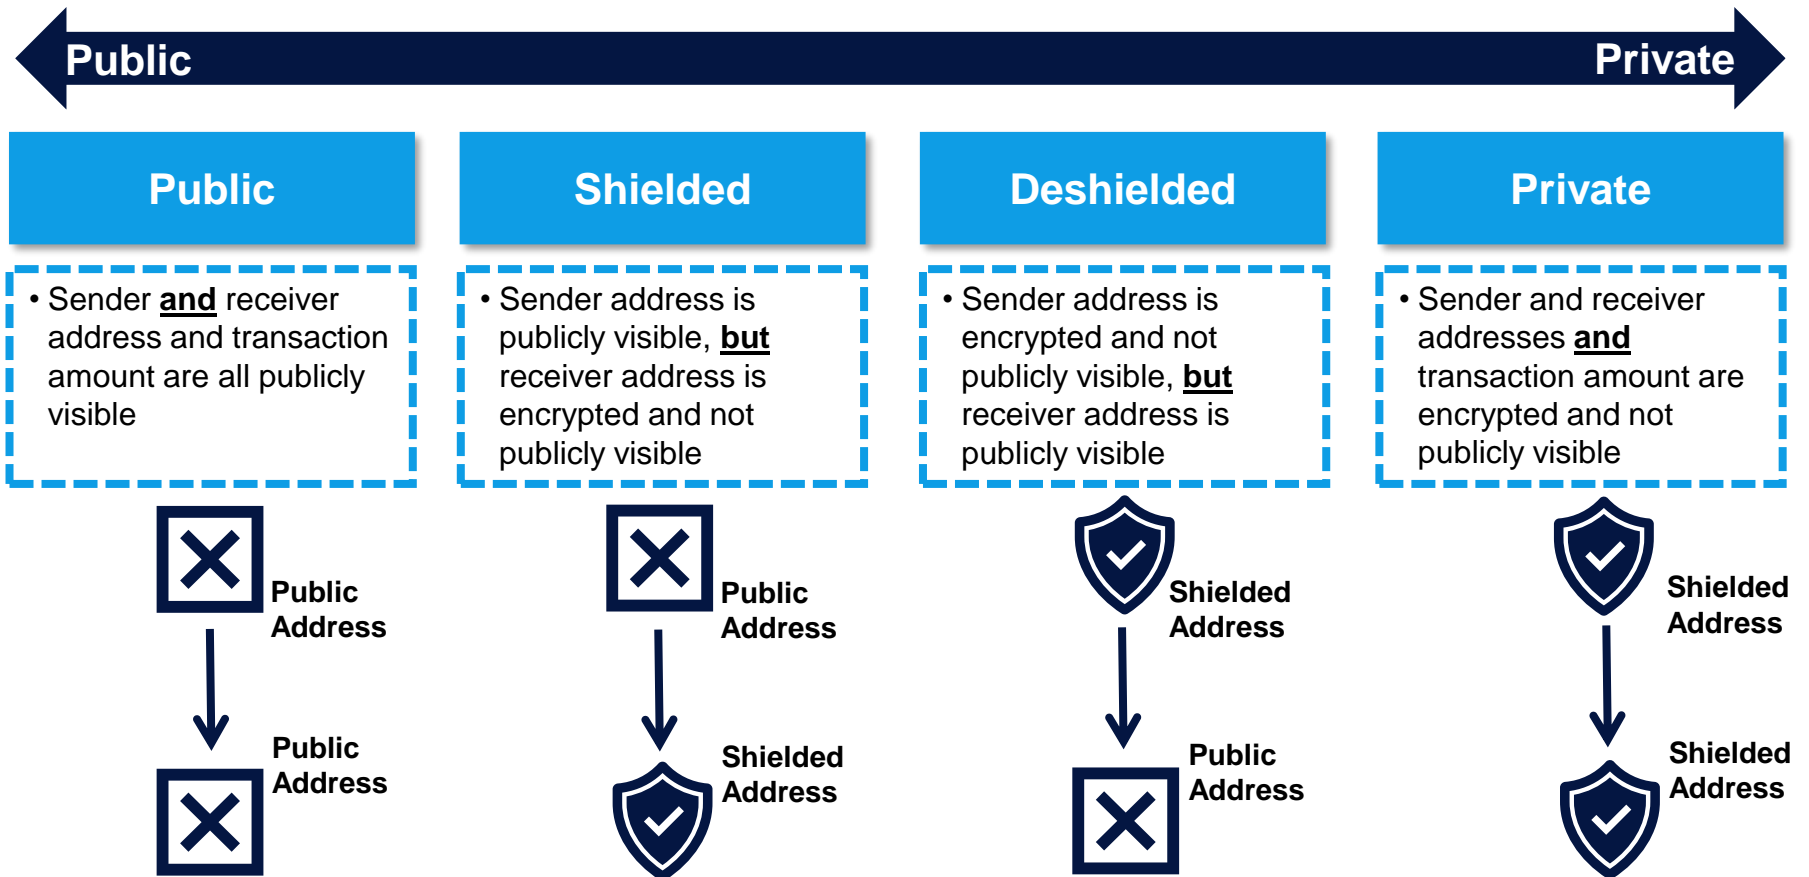 Public
Private
Public
Shielded
Deshielded
Private
• Sender and receiver
address and transaction
amount are all publicly
visible
• Sender address is
publicly visible, but
receiver address is
encrypted and not
publicly visible
• Sender address is
encrypted and not
publicly visible, but
receiver address is
publicly visible
• Sender and receiver
addresses and
transaction amount are
encrypted and not
publicly visible
Public
Address
Public
Address
Shielded
Address
Shielded
Address
Public
Address
Shielded
Address
Public
Address
Shielded
Address